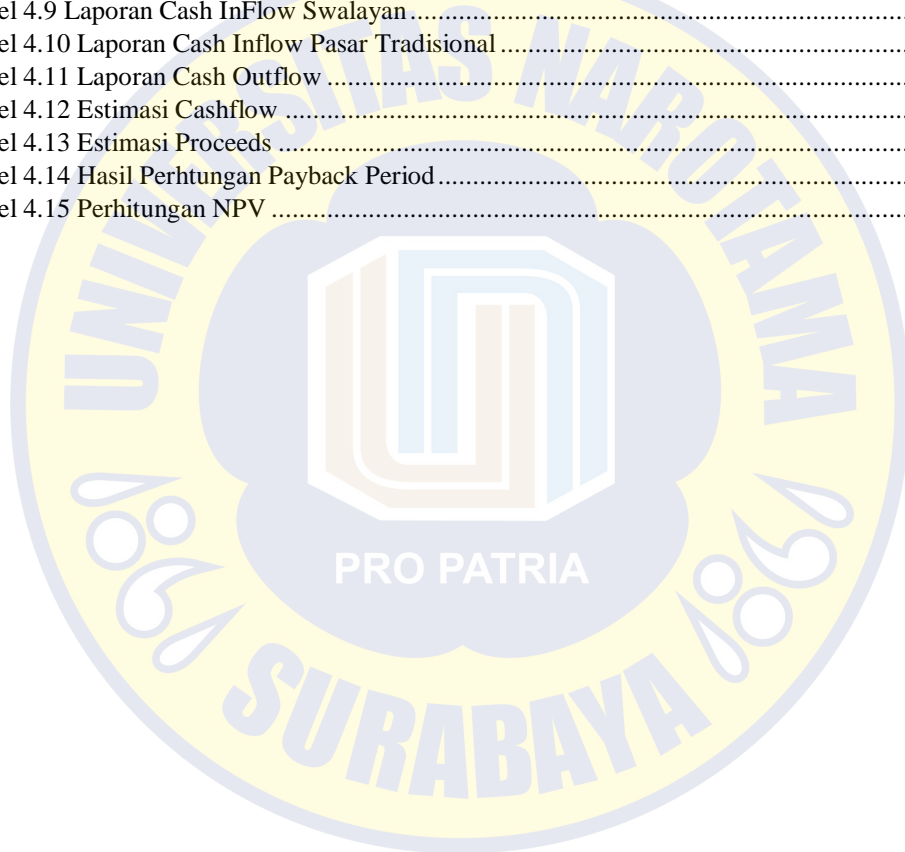 el 4.9 Laporan Cash InFlow Swalayan ....................................................................................
el 4.10 Laporan Cash Inflow Pasar Tradisional ....................................................................................
el 4.11 Laporan Cash Outflow ....................................................................................
el 4.12 Estimasi Cashflow ....................................................................................
el 4.13 Estimasi Proceeds ....................................................................................
el 4.14 Hasil Perhtungan Payback Period ....................................................................................
el 4.15 Perhitungan NPV ....................................................................................
UNIVERSITAS NAROTAMA
PRO PATRIA
SURABAYA